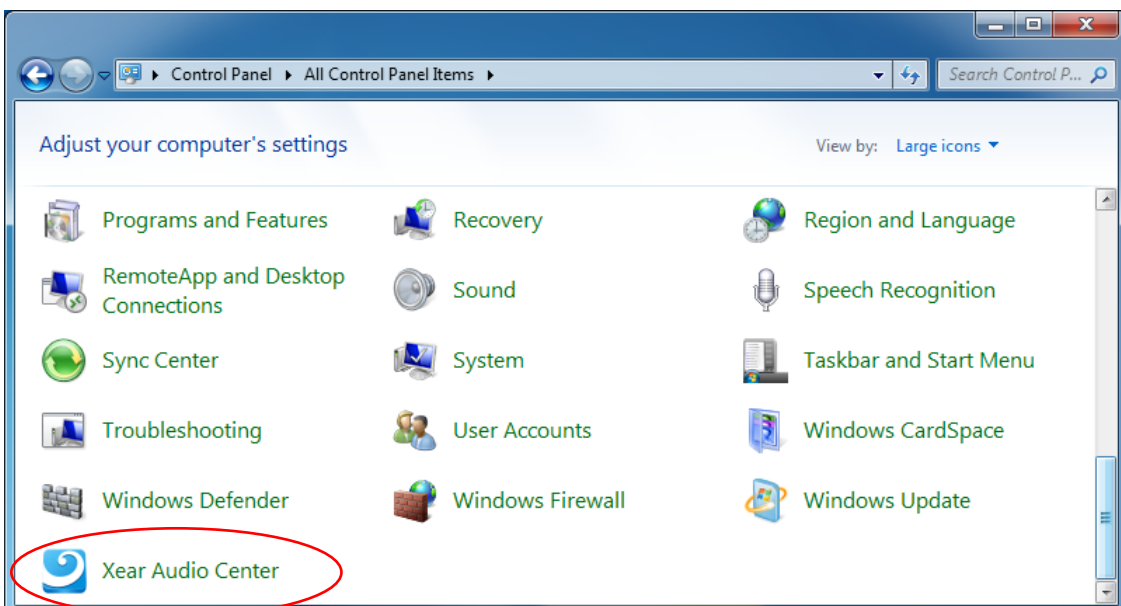 Control Panel All Control Panel Items
Search Control P...
Adjust your computer's settings
View by: Large icons
Programs and Features
Recovery
Region and Language
RemoteApp and Desktop
Connections
Sound
Speech Recognition
Sync Center
System
Taskbar and Start Menu
Troubleshooting
User Accounts
Windows CardSpace
Windows Defender
Windows Firewall
Windows Update
Xear Audio Center